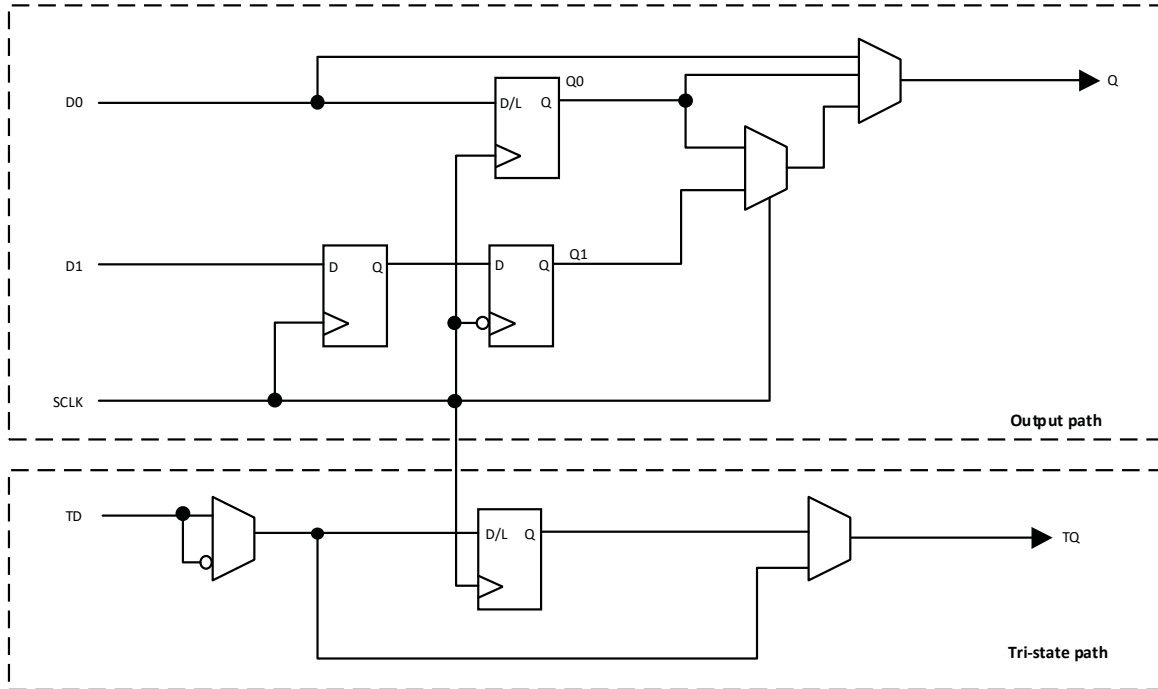 D0
D/L
Q
Q0
Q
D1
D
Q
D
Q
Q1
SCLK
Output path
TD
D/L
Q
TQ
Tri-state path